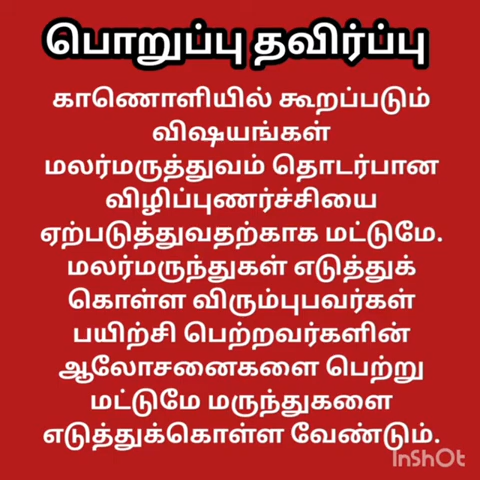 பொறுப்பு தவிர்ப்பு
காணொளியில் கூறப்படும்
விஷயங்கள்
மலர்மருத்துவம் தொடர்பான
விழிப்புணர்ச்சியை
ஏற்படுத்துவதற்காக மட்டுமே.
மலர்மருந்துகள் எடுத்துக்
கொள்ள விரும்புபவர்கள்
பயிற்சி பெற்றவர்களின்
ஆலோசனைகளை பெற்று
மட்டுமே மருந்துகளை
எடுத்துக்கொள்ள வேண்டும்.
InShOt